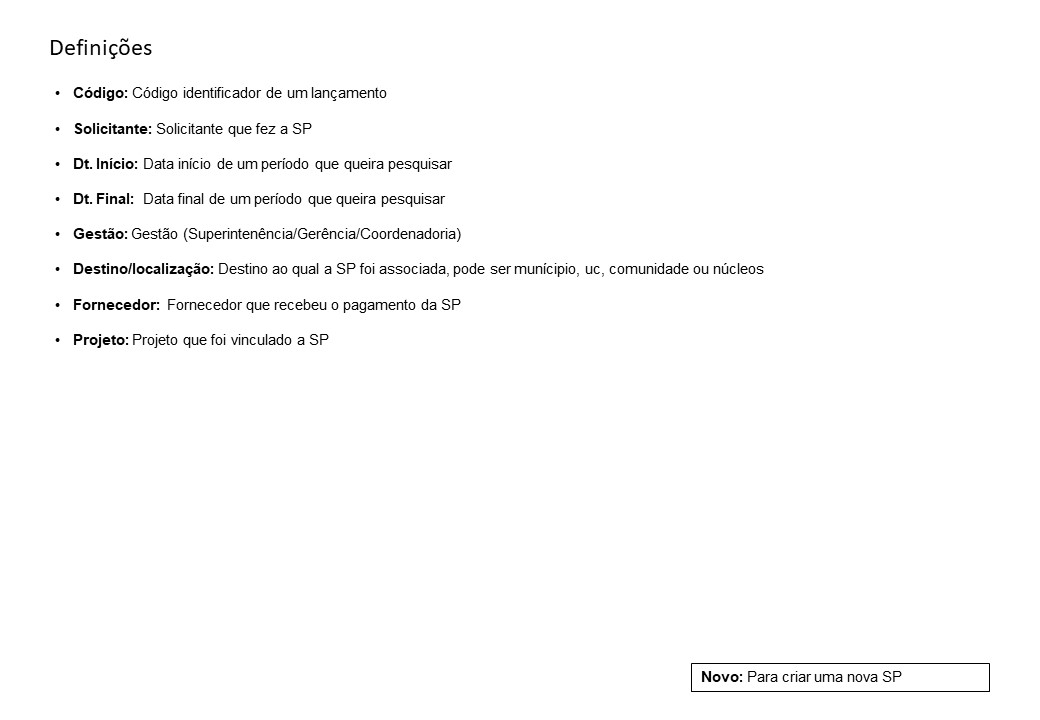 Definições
• Código: Código identificador de um lançamento
• Solicitante: Solicitante que fez a SP
• Dt. Início: Data início de um período que queira pesquisar
• Dt. Final: Data final de um período que queira pesquisar
• Gestão: Gestão (Superintenência/Gerência/Coordenadoria)
• Destino/localização: Destino ao qual a SP foi associada, pode ser munícipio, uc, comunidade ou núcleos
• Fornecedor: Fornecedor que recebeu o pagamento da SP
• Projeto: Projeto que foi vinculado a SP
Novo: Para criar uma nova SP